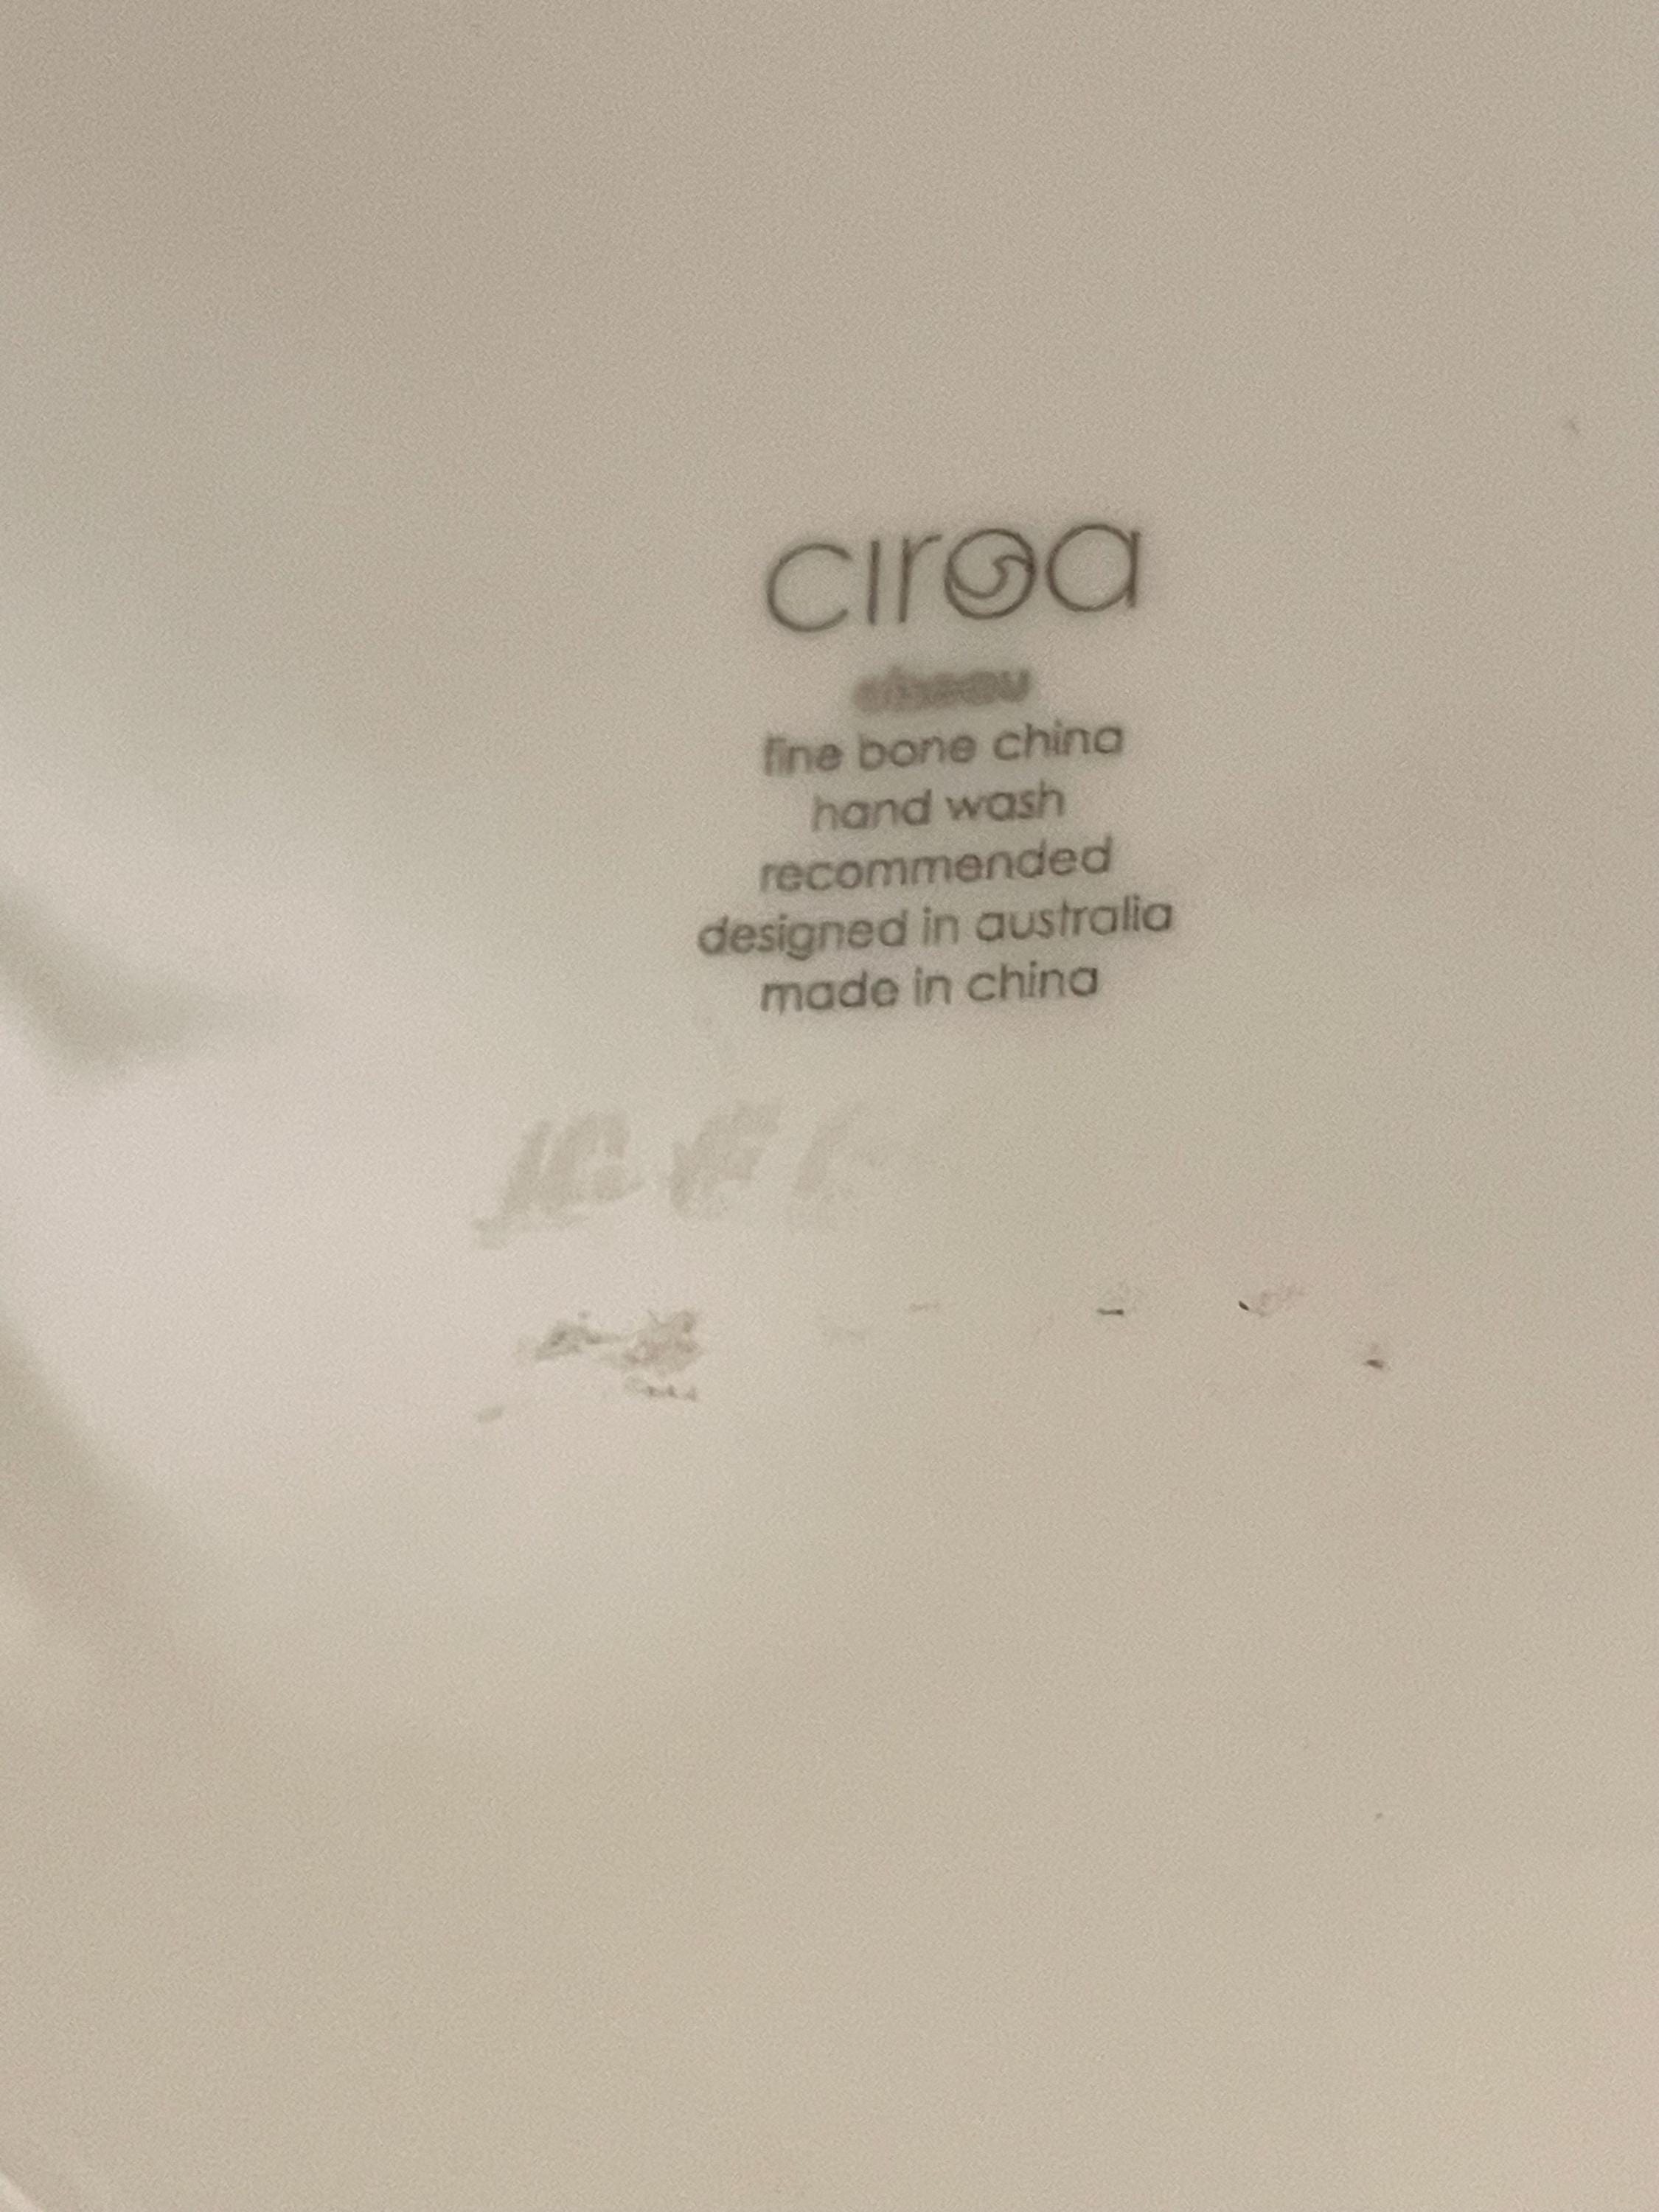 ciroa
fine bone china
hand wash
recommended
designed in australia
made in china